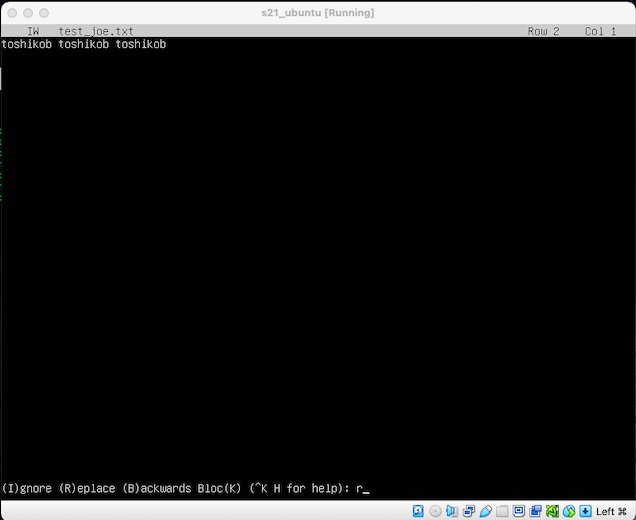 s21_ubuntu [Running]
IW test_joe.txt Row 2 Col 1
toshikob toshikob toshikob
(I)gnore (R)eplace (B)ackwards Bloc(K) (^K H for help): r_
Left ⌘